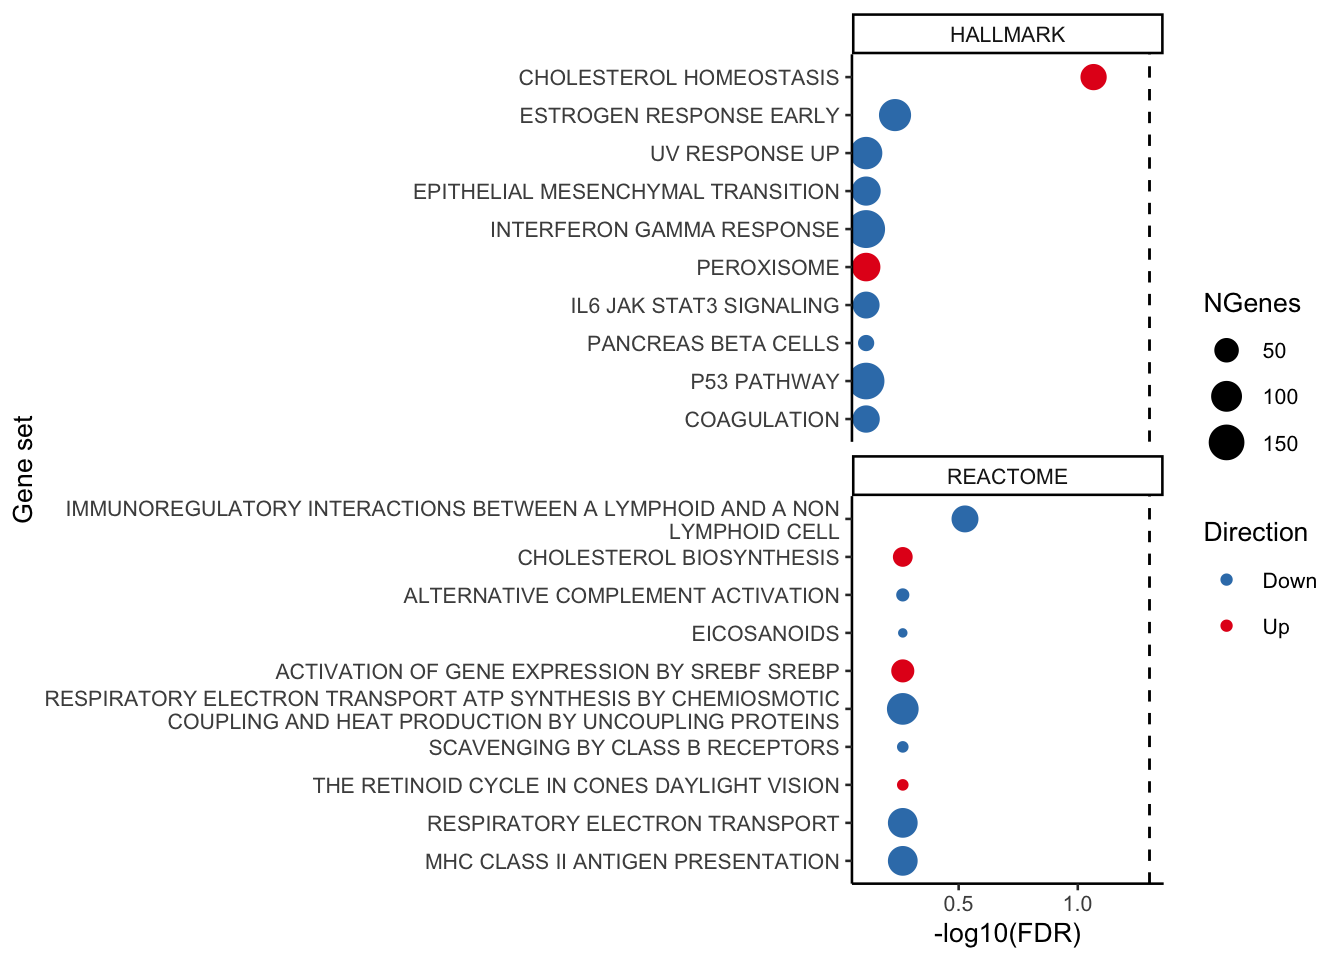 HALLMARK
CHOLESTEROL HOMEOSTASIS
ESTROGEN RESPONSE EARLY
UV RESPONSE UP
EPITHELIAL MESENCHYMAL TRANSITION
INTERFERON GAMMA RESPONSE
PEROXISOME
IL6 JAK STAT3 SIGNALING
PANCREAS BETA CELLS
P53 PATHWAY
COAGULATION
REACTOME
IMMUNOREGULATORY INTERACTIONS BETWEEN A LYMPHOID AND A NON
LYMPHOID CELL
CHOLESTEROL BIOSYNTHESIS
ALTERNATIVE COMPLEMENT ACTIVATION
EICOSANOIDS
ACTIVATION OF GENE EXPRESSION BY SREBF SREBP
RESPIRATORY ELECTRON TRANSPORT ATP SYNTHESIS BY CHEMIOSMOTIC
COUPLING AND HEAT PRODUCTION BY UNCOUPLING PROTEINS
SCAVENGING BY CLASS B RECEPTORS
THE RETINOID CYCLE IN CONES DAYLIGHT VISION
RESPIRATORY ELECTRON TRANSPORT
MHC CLASS II ANTIGEN PRESENTATION
0.5 1.0
-log10(FDR)
Gene set
NGenes
50
100
150
Direction
Down
Up